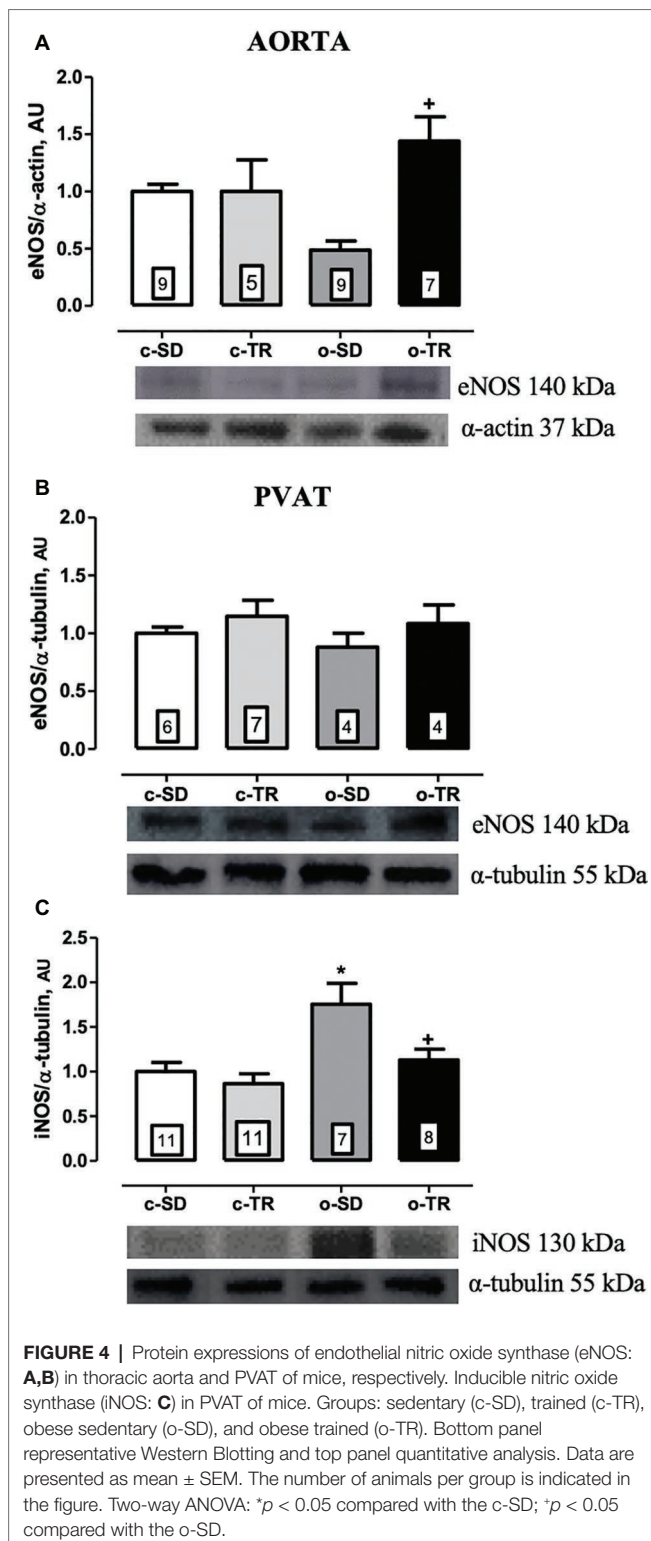 A
AORTA
eNOS/α-actin, AU
2.0
1.5
1.0
0.5
0.0
+
9 5 9 7
c-SD c-TR o-SD o-TR
eNOS 140 kDa
α-actin 37 kDa
B
PVAT
eNOS/α-tubulin, AU
2.0
1.5
1.0
0.5
0.0
6 7 4 4
c-SD c-TR o-SD o-TR
eNOS 140 kDa
α-tubulin 55 kDa
C
iNOS/α-tubulin, AU
2.5
2.0
1.5
1.0
0.5
0.0
* +
11 11 7 8
c-SD c-TR o-SD o-TR
iNOS 130 kDa
α-tubulin 55 kDa
FIGURE 4 | Protein expressions of endothelial nitric oxide synthase (eNOS:
A,B) in thoracic aorta and PVAT of mice, respectively. Inducible nitric oxide
synthase (iNOS: C) in PVAT of mice. Groups: sedentary (c-SD), trained (c-TR),
obese sedentary (o-SD), and obese trained (o-TR). Bottom panel
representative Western Blotting and top panel quantitative analysis. Data are
presented as mean ± SEM. The number of animals per group is indicated in
the figure. Two-way ANOVA: *p < 0.05 compared with the c-SD; +p < 0.05
compared with the o-SD.